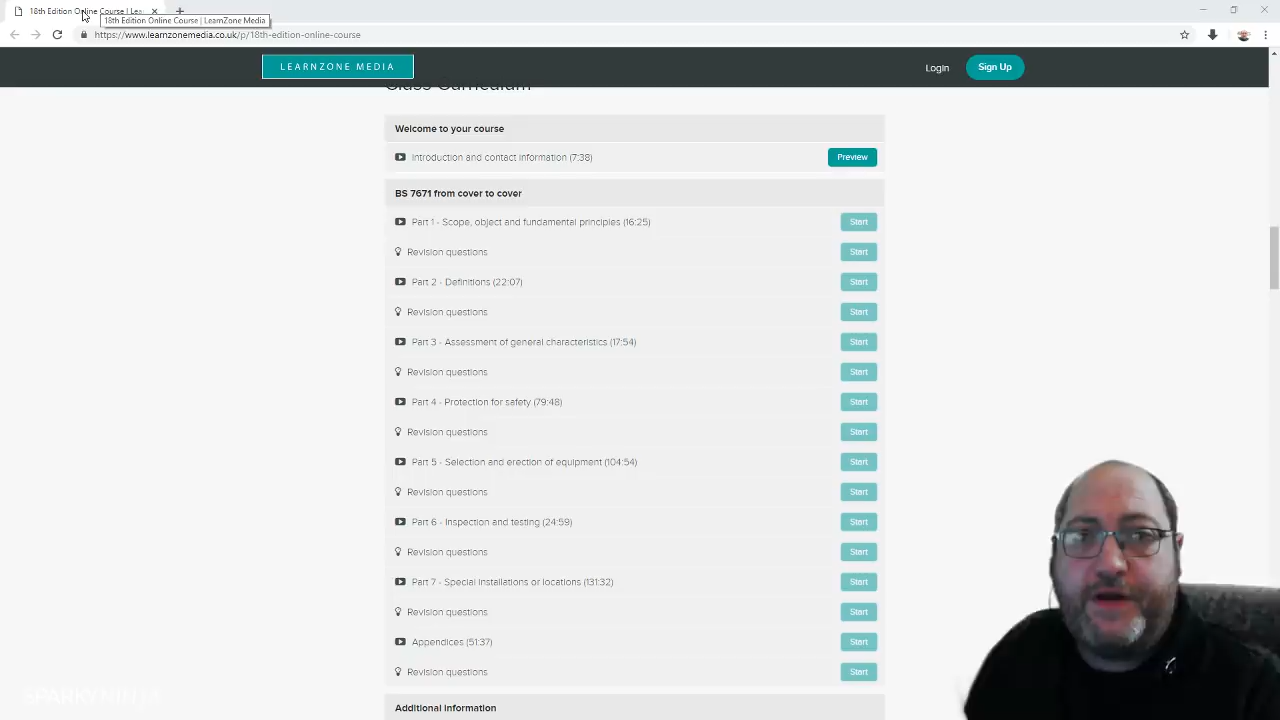 18th Edition Online Course | Lea
18th Edition Online Course | LearnZone Media
https://www.learnzonemedia.co.uk/p/18th-edition-online-course
LEARNZONE MEDIA
Login
Sign Up
Class Curriculum
Welcome to your course
Introduction and contact information (7:38)
Preview
BS 7671 from cover to cover
Part 1 - Scope, object and fundamental principles (16:25)
Start
Revision questions
Start
Part 2 - Definitions (22:07)
Start
Revision questions
Start
Part 3 - Assessment of general characteristics (17:54)
Start
Revision questions
Start
Part 4 - Protection for safety (79:48)
Start
Revision questions
Start
Part 5 - Selection and erection of equipment (104:54)
Start
Revision questions
Start
Part 6 - Inspection and testing (24:59)
Start
Revision questions
Start
Part 7 - Special installations or locations (131:32)
Start
Revision questions
Start
Appendices (51:37)
Start
Revision questions
Start
SPARKY NINJA
Additional information